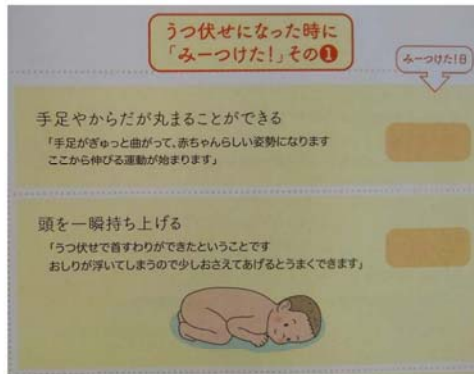 うつ伏せになった時に
「みーつけた！」その❶
みーつけた！日
手足やからだが丸まることができる
「手足がぎゅっと曲がって、赤ちゃんらしい姿勢になります
ここから伸びる運動が始まります」
頭を一瞬持ち上げる
「うつ伏せで首すわりができたということです
おしりが浮いてしまうので少しおさえてあげるとうまくできます」